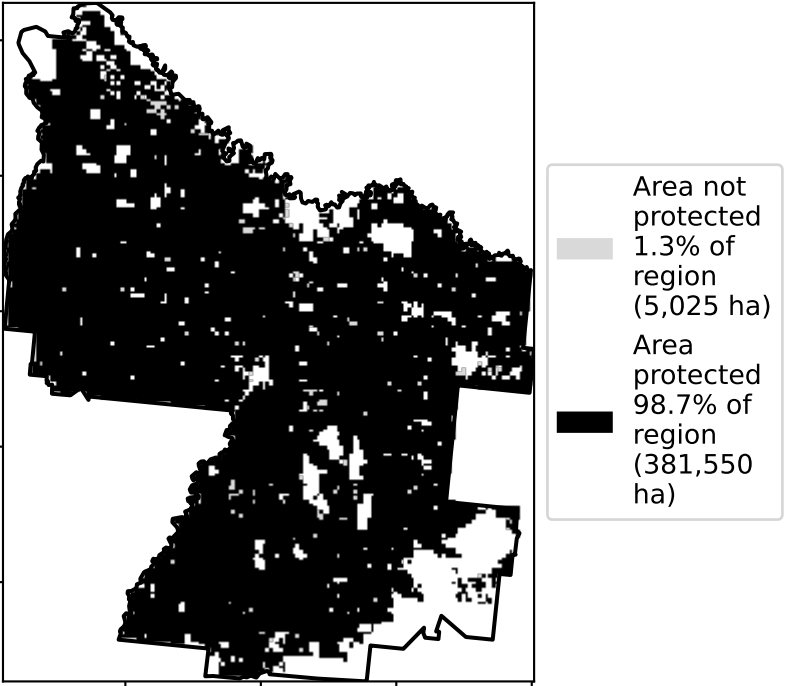 Area not
protected
1.3% of
region
(5,025 ha)
Area
protected
98.7% of
region
(381,550
ha)